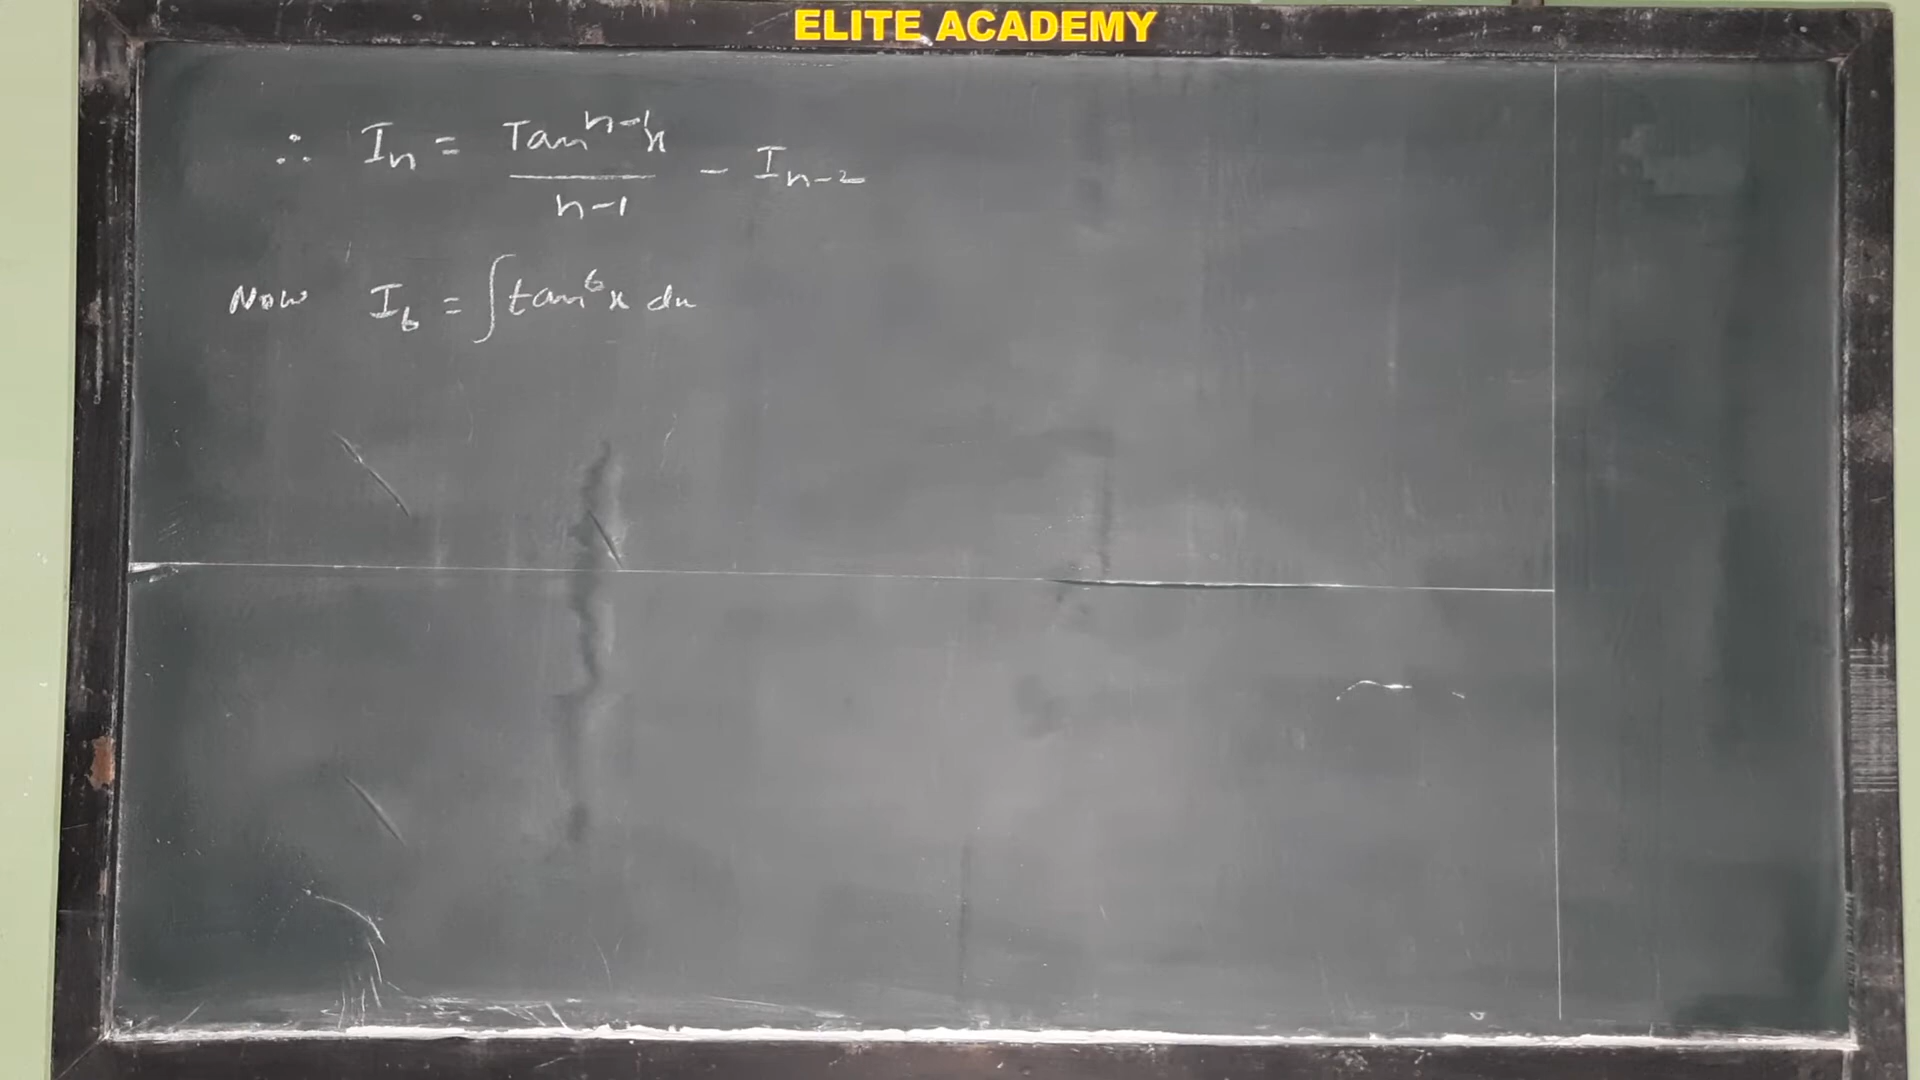 ELITE ACADEMY
∴ Iₙ = Tanⁿ⁻¹x / n-1 - Iₙ₋₂
Now I₆ = ∫tan⁶x dx